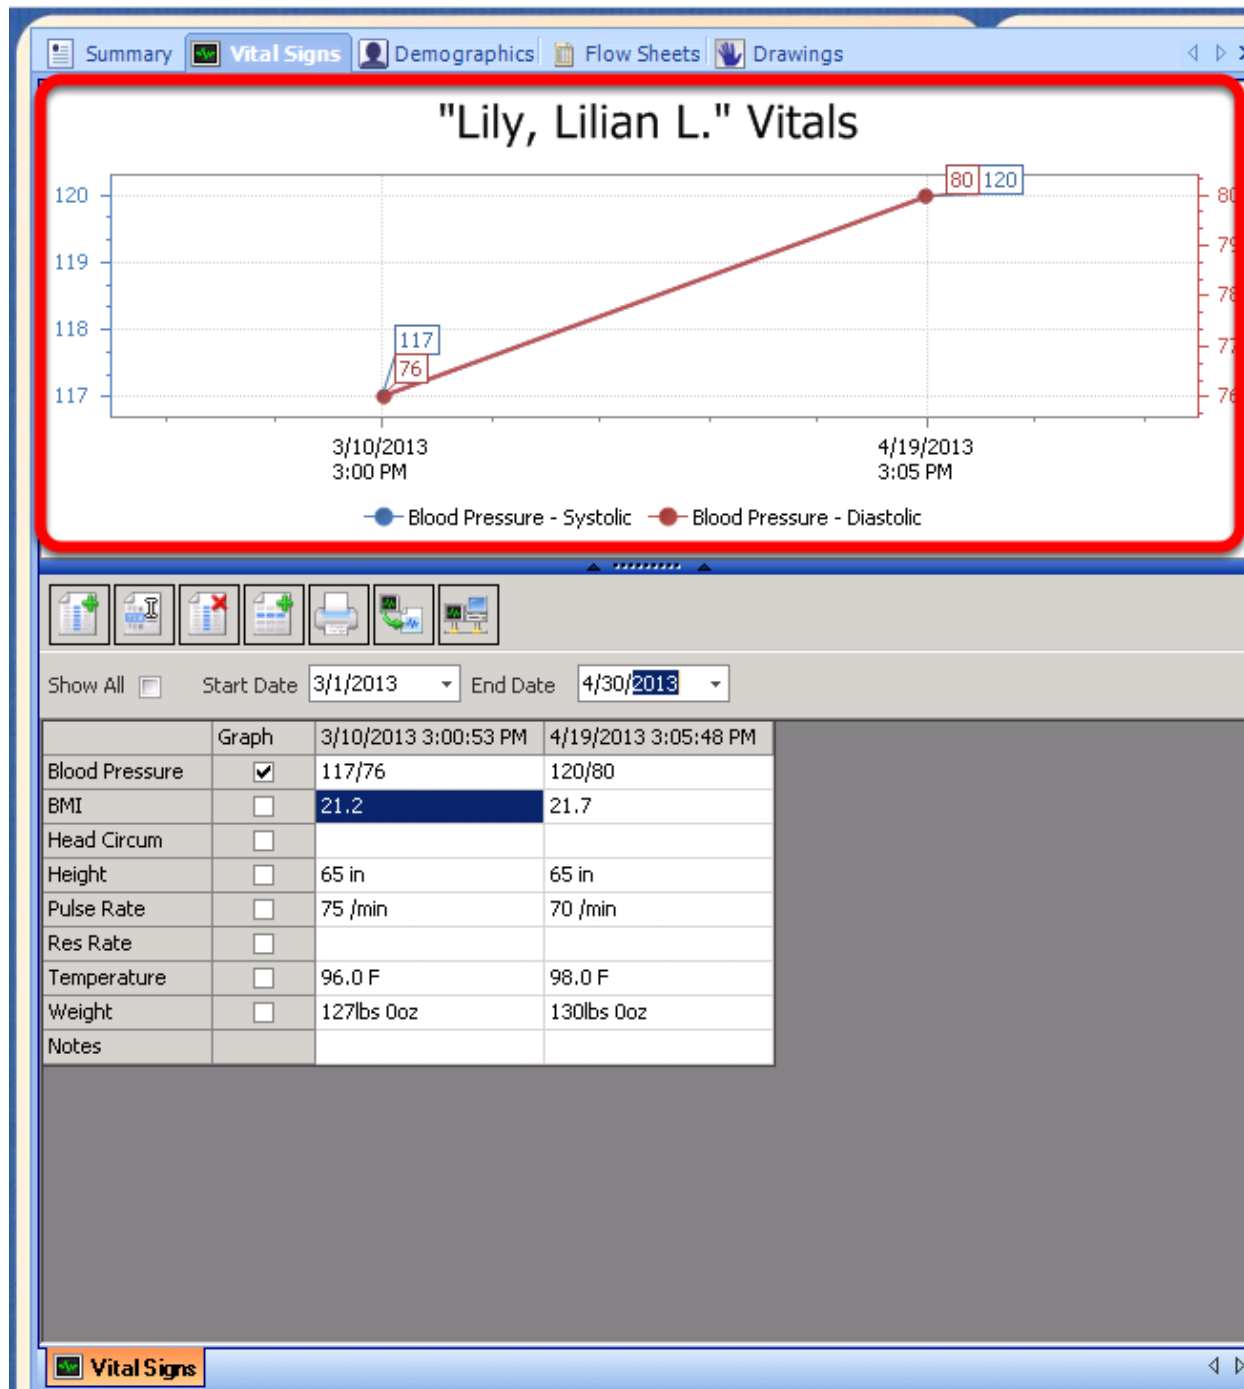 Summary Vital Signs Demographics Flow Sheets Drawings
"Lily, Lilian L." Vitals
80 120
120 80
79
119
78
118
117
77
76
117 76
3/10/2013 4/19/2013
3:00 PM 3:05 PM
Blood Pressure - Systolic Blood Pressure - Diastolic
Show All Start Date 3/1/2013 End Date 4/30/2013
Graph 3/10/2013 3:00:53 PM 4/19/2013 3:05:48 PM
Blood Pressure 117/76 120/80
BMI 21.2 21.7
Head Circum
Height 65 in 65 in
Pulse Rate 75 /min 70 /min
Res Rate
Temperature 96.0 F 98.0 F
Weight 127lbs 0oz 130lbs 0oz
Notes
Vital Signs